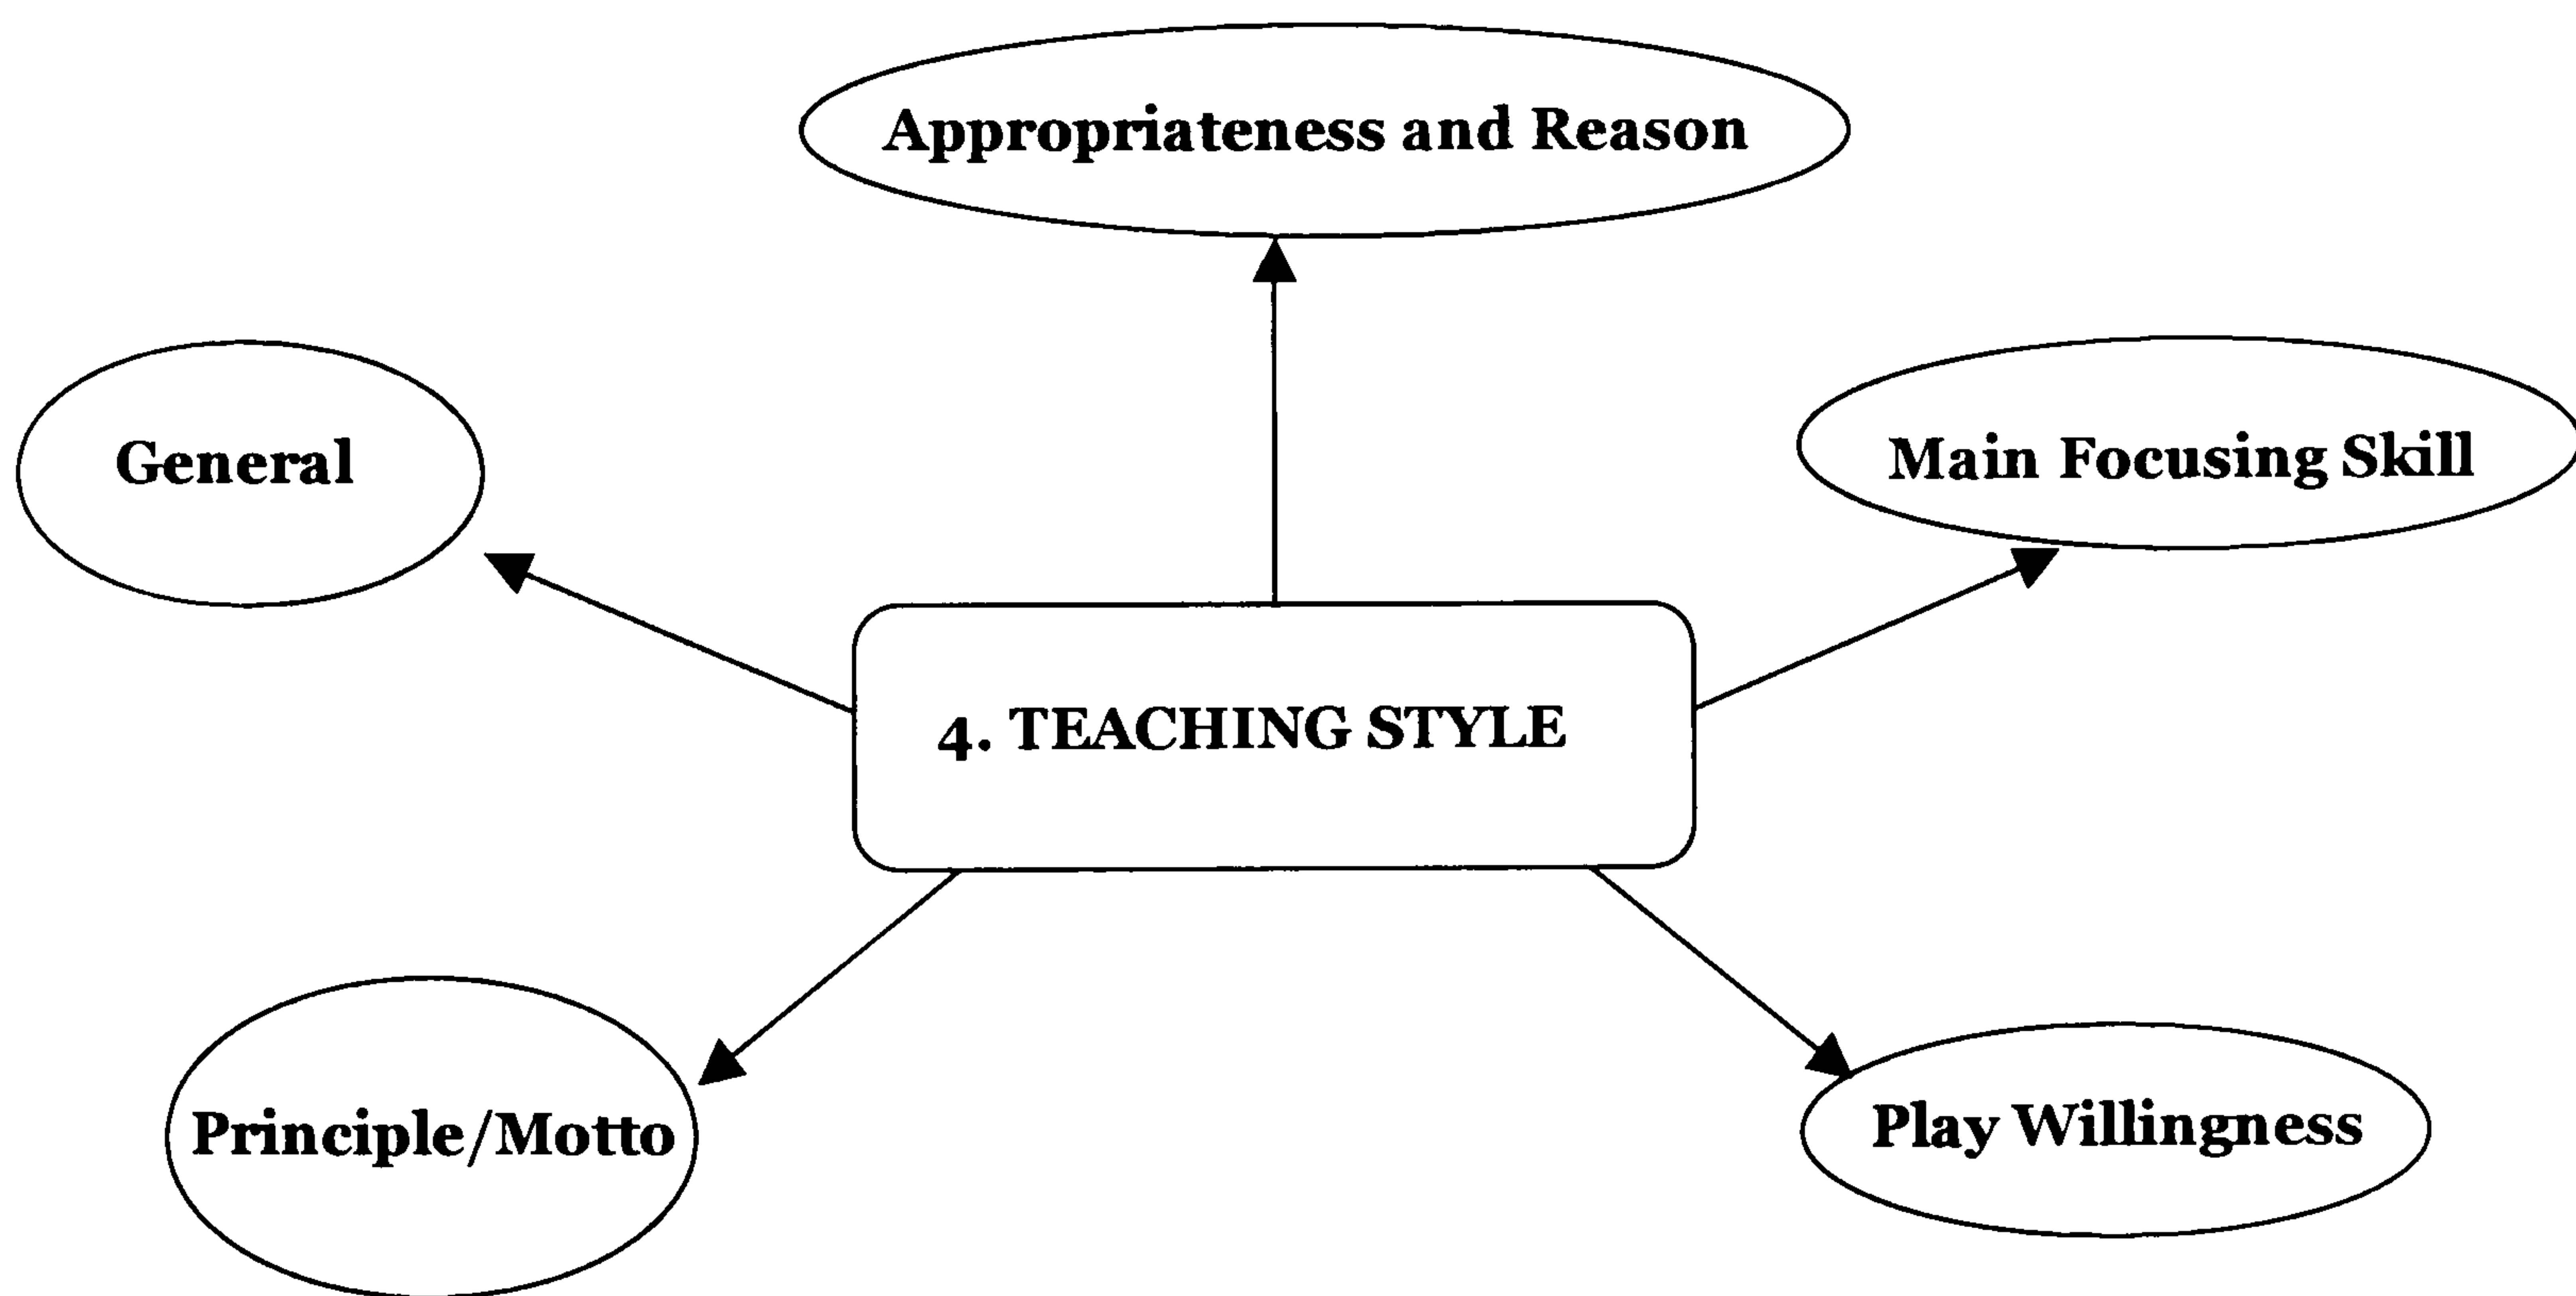 Appropriateness and Reason
General
Main Focusing Skill
4. TEACHING STYLE
Principle/Motto
Play Willingness